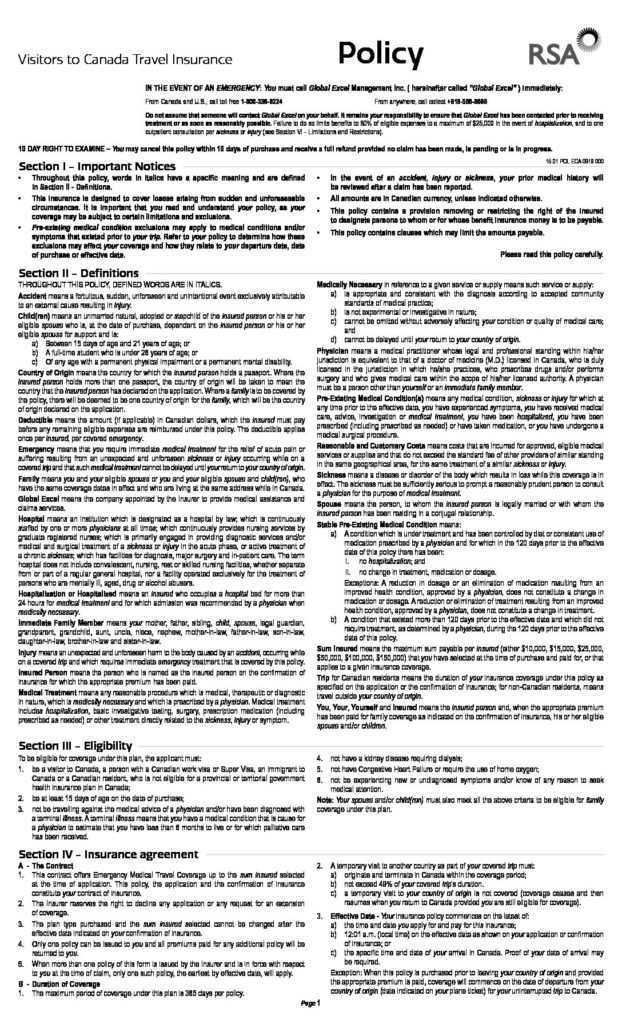 Visitors to Canada Travel Insurance
Policy
RSA
IN THE EVENT OF AN EMERGENCY: You must call Global Excel Management Inc. ( hereinafter called "Global Excel" ) immediately:
From Canada and U.S., call toll free 1-800-336-9224
From anywhere, call collect +819-566-8698
Do not assume that someone will contact Global Excel on your behalf. It remains your responsibility to ensure that Global Excel has been contacted prior to receiving
treatment or as soon as reasonably possible. Failure to do so limits benefits to 80% of eligible expenses to a maximum of $25,000 in the event of hospitalization, and to one
outpatient consultation per sickness or injury (see Section VI - Limitations and Restrictions).
10 DAY RIGHT TO EXAMINE – You may cancel this policy within 10 days of purchase and receive a full refund provided no claim has been made, is pending or is in progress.
Section I - Important Notices
• Throughout this policy, words in italics have a specific meaning and are defined
in Section II - Definitions.
• This insurance is designed to cover losses arising from sudden and unforeseeable
circumstances. It is important that you read and understand your policy, as your
coverage may be subject to certain limitations and exclusions.
• Pre-existing medical condition exclusions may apply to medical conditions and/or
symptoms that existed prior to your trip. Refer to your policy to determine how these
exclusions may affect your coverage and how they relate to your departure date, date
of purchase or effective date.
• In the event of an accident, injury or sickness, your prior medical history will
be reviewed after a claim has been reported.
• All amounts are in Canadian currency, unless indicated otherwise.
• This policy contains a provision removing or restricting the right of the insured
to designate persons to whom or for whose benefit insurance money is to be payable.
• This policy contains clauses which may limit the amounts payable.
Please read this policy carefully.
Section II - Definitions
THROUGHOUT THIS POLICY, DEFINED WORDS ARE IN ITALICS.
Accident means a fortuitous, sudden, unforeseen and unintentional event exclusively attributable
to an external cause resulting in injury.
Child(ren) means an unmarried natural, adopted or stepchild of the insured person or his or her
eligible spouse who is, at the date of purchase, dependent on the insured person or his or her
eligible spouse for support and is:
a) Between 15 days of age and 21 years of age; or
b) A full-time student who is under 26 years of age; or
c) Of any age with a permanent physical impairment or a permanent mental disability.
Country of Origin means the country for which the insured person holds a passport. Where the
insured person holds more than one passport, the country of origin will be taken to mean the
country that the insured person has declared on the application. Where a family is to be covered by
the policy, there will be deemed to be one country of origin for the family, which will be the country
of origin declared on the application.
Deductible means the amount (if applicable) in Canadian dollars, which the insured must pay
before any remaining eligible expenses are reimbursed under this policy. The deductible applies
once per insured, per covered emergency.
Emergency means that you require immediate medical treatment for the relief of acute pain or
suffering resulting from an unexpected and unforeseen sickness or injury occurring while on a
covered trip and that such medical treatment cannot be delayed until your return to your country of origin.
Family means you and your eligible spouse or you and your eligible spouse and child(ren), who
have the same coverage dates in effect and who are living at the same address while in Canada.
Global Excel means the company appointed by the insurer to provide medical assistance and
claims services.
Hospital means an institution which is designated as a hospital by law; which is continuously
staffed by one or more physicians at all times; which continuously provides nursing services by
graduate registered nurses; which is primarily engaged in providing diagnostic services and/or
medical and surgical treatment of a sickness or injury in the acute phase, or active treatment of
a chronic sickness; which has facilities for diagnosis, major surgery and in-patient care. The term
hospital does not include convalescent, nursing, rest or skilled nursing facilities, whether separate
from or part of a regular general hospital, nor a facility operated exclusively for the treatment of
persons who are mentally ill, aged, drug or alcohol abusers.
Hospitalization or Hospitalized means an insured who occupies a hospital bed for more than
24 hours for medical treatment and for which admission was recommended by a physician when
medically necessary.
Immediate Family Member means your mother, father, sibling, child, spouse, legal guardian,
grandparent, grandchild, aunt, uncle, niece, nephew, mother-in-law, father-in-law, son-in-law,
daughter-in-law, brother-in-law and sister-in-law.
Injury means an unexpected and unforeseen harm to the body caused by an accident, occurring while
on a covered trip and which requires immediate emergency treatment that is covered by this policy.
Insured Person means the person who is named as the insured person on the confirmation of
insurance for which the appropriate premium has been paid.
Medical Treatment means any reasonable procedure which is medical, therapeutic or diagnostic
in nature, which is medically necessary and which is prescribed by a physician. Medical treatment
includes hospitalization, basic investigative testing, surgery, prescription medication (including
prescribed as needed) or other treatment directly related to the sickness, injury or symptom.
Medically Necessary in reference to a given service or supply means such service or supply:
a) is appropriate and consistent with the diagnosis according to accepted community
standards of medical practice;
b) is not experimental or investigative in nature;
c) cannot be omitted without adversely affecting your condition or quality of medical care;
and
d) cannot be delayed until your return to your country of origin.
Physician means a medical practitioner whose legal and professional standing within his/her
jurisdiction is equivalent to that of a doctor of medicine (M.D.) licensed in Canada, who is duly
licensed in the jurisdiction in which he/she practices, who prescribes drugs and/or performs
surgery and who gives medical care within the scope of his/her licensed authority. A physician
must be a person other than yourself or an immediate family member.
Pre-Existing Medical Condition(s) means any medical condition, sickness or injury for which at
any time prior to the effective date, you have experienced symptoms, you have received medical
care, advice, investigation or medical treatment, you have been hospitalized, you have been
prescribed (including prescribed as needed) or have taken medication, or you have undergone a
medical surgical procedure.
Reasonable and Customary Costs means costs that are incurred for approved, eligible medical
services or supplies and that do not exceed the standard fee of other providers of similar standing
in the same geographical area, for the same treatment of a similar sickness or injury.
Sickness means a disease or disorder of the body which results in loss while this coverage is in
effect. The sickness must be sufficiently serious to prompt a reasonably prudent person to consult
a physician for the purpose of medical treatment.
Spouse means the person, to whom the insured person is legally married or with whom the
insured person has been residing in a conjugal relationship.
Stable Pre-Existing Medical Condition means:
a) A condition which is under treatment and has been controlled by diet or consistent use of
medication prescribed by a physician and for which in the 120 days prior to the effective
date of this policy there has been:
i. no hospitalization; and
ii. no change in treatment, medication or dosage.
Exceptions: A reduction in dosage or an elimination of medication resulting from an
improved health condition, approved by a physician, does not constitute a change in
medication or dosage. A reduction or elimination of treatment resulting from an improved
health condition, approved by a physician, does not constitute a change in treatment.
b) A condition that existed more than 120 days prior to the effective date and which did not
require treatment, as determined by a physician, during the 120 days prior to the effective
date of this policy.
Sum Insured means the maximum sum payable per insured (either $10,000, $15,000, $25,000,
$50,000, $100,000, $150,000) that you have selected at the time of purchase and paid for, or that
applies to a given insurance coverage.
Trip for Canadian residents means the duration of your insurance coverage under this policy as
specified on the application or the confirmation of insurance; for non-Canadian residents, means
travel outside your country of origin.
You, Your, Yourself and Insured means the insured person and, when the appropriate premium
has been paid for family coverage as indicated on the confirmation of insurance, his or her eligible
spouse and/or children.
Section III - Eligibility
To be eligible for coverage under this plan, the applicant must:
1. be a visitor to Canada, a person with a Canadian work visa or Super Visa, an immigrant to
Canada or a Canadian resident, who is not eligible for a provincial or territorial government
health insurance plan in Canada;
2. be at least 15 days of age on the date of purchase;
3. not be travelling against the medical advice of a physician and/or have been diagnosed with
a terminal illness. A terminal illness means that you have a medical condition that is cause for
a physician to estimate that you have less than 6 months to live or for which palliative care
has been received.
4. not have a kidney disease requiring dialysis;
5. not have Congestive Heart Failure or require the use of home oxygen;
6. not be experiencing new or undiagnosed symptoms and/or know of any reason to seek
medical attention.
Note: Your spouse and/or child(ren) must also meet all the above criteria to be eligible for family
coverage under this plan.
Section IV - Insurance agreement
A - The Contract
1. This contract offers Emergency Medical Travel Coverage up to the sum insured selected
at the time of application. This policy, the application and the confirmation of insurance
constitute your contract of insurance.
2. The insurer reserves the right to decline any application or any request for an extension
of coverage.
3. The plan type purchased and the sum insured selected cannot be changed after the
effective date indicated on your confirmation of insurance.
4. Only one policy can be issued to you and all premiums paid for any additional policy will be
returned to you.
5. When more than one policy of this form is issued by the insurer and is in force with respect
to you at the time of claim, only one such policy, the earliest by effective date, will apply.
B - Duration of Coverage
1. The maximum period of coverage under this plan is 365 days per policy.
2. A temporary visit to another country as part of your covered trip must:
a) originate and terminate in Canada within the coverage period;
b) not exceed 49% of your covered trip's duration.
c) a temporary visit to your country of origin is not covered (coverage ceases and then
resumes when you return to Canada provided you are still eligible for coverage).
3. Effective Date - Your insurance policy commences on the latest of:
a) the time and date you apply for and pay for this insurance;
b) 12:01 a.m. (local time) on the effective date as shown on your application or confirmation
of insurance; or
c) the specific time and date of your arrival in Canada. Proof of your date of arrival may
be required.
Exception: When this policy is purchased prior to leaving your country of origin and provided
the appropriate premium is paid, coverage will commence on the date of departure from your
country of origin (date indicated on your plane ticket) for your uninterrupted trip to Canada.
Page 1